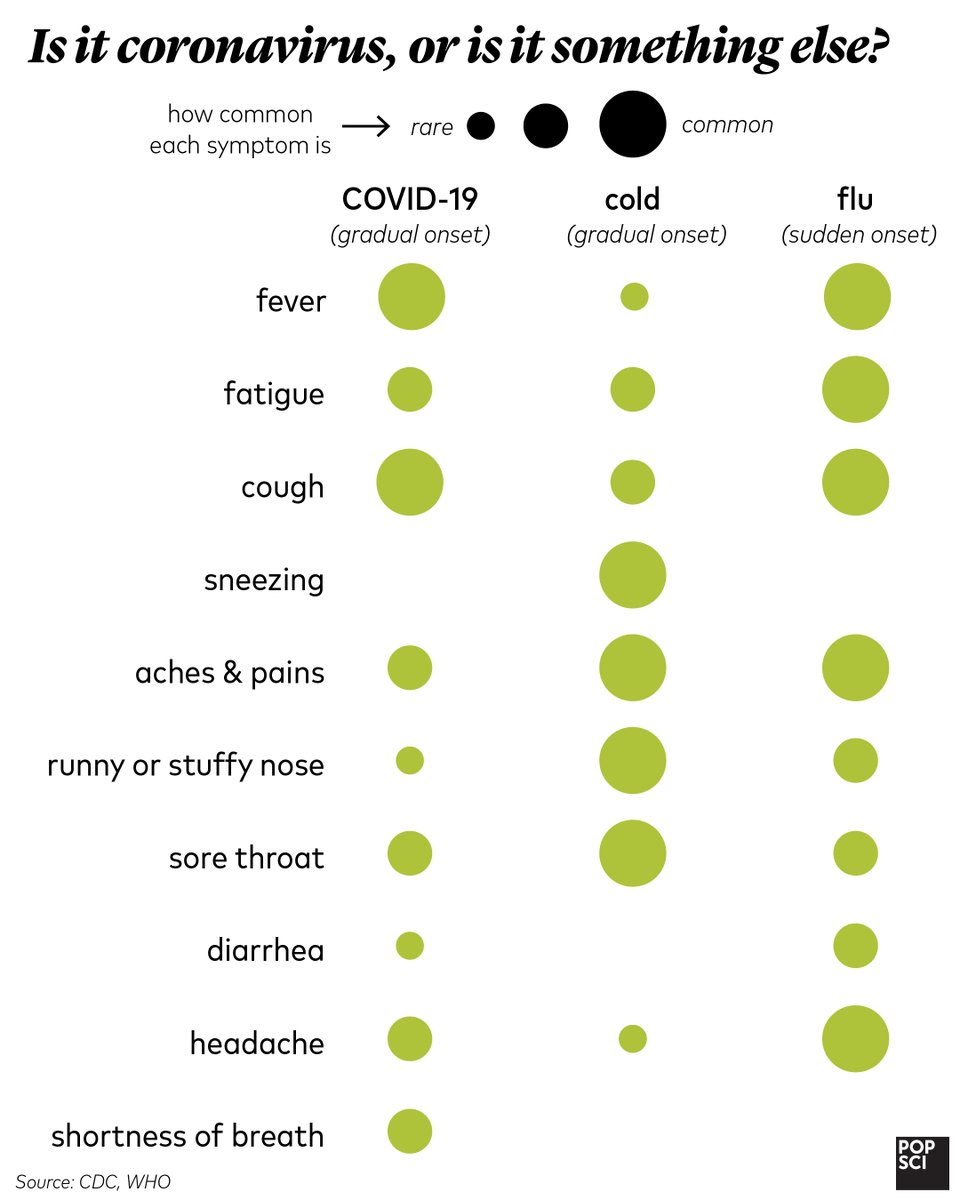 Is it coronavirus, or is it something else?
how common
each symptom is
rare
common
COVID-19
cold
flu
(gradual onset)
(gradual onset)
(sudden onset)
fever
fatigue
cough
sneezing
aches & pains
runny or stuffy nose
sore throat
diarrhea
headache
shortness of breath
Source: CDC, WHO
POP
SCI